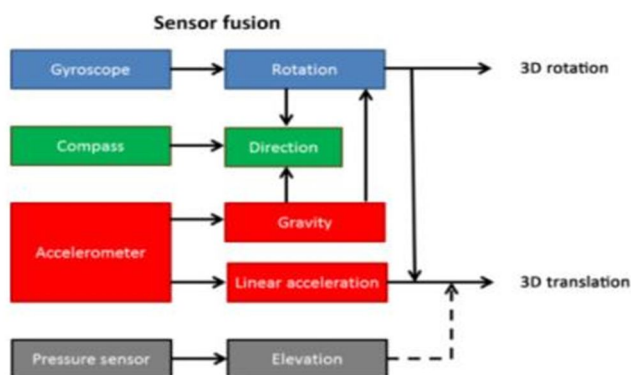 Sensor fusion
Gyroscope
Rotation
3D rotation
Compass
Direction
Accelerometer
Gravity
Linear acceleration
3D translation
Pressure sensor
Elevation